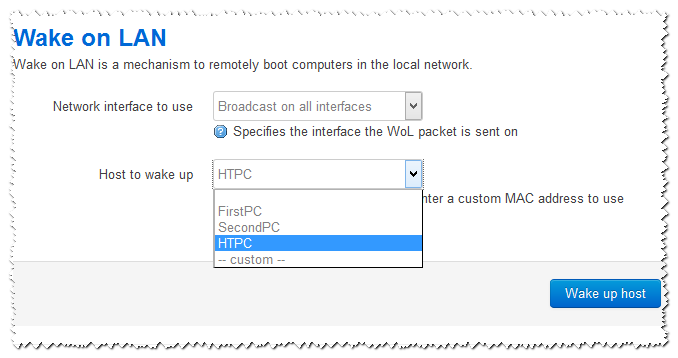 Wake on LAN
Wake on LAN is a mechanism to remotely boot computers in the local network.
Network interface to use
Broadcast on all interfaces
Specifies the interface the WoL packet is sent on
Host to wake up
HTPC
enter a custom MAC address to use
FirstPC
SecondPC
HTPC
-- custom --
Wake up host